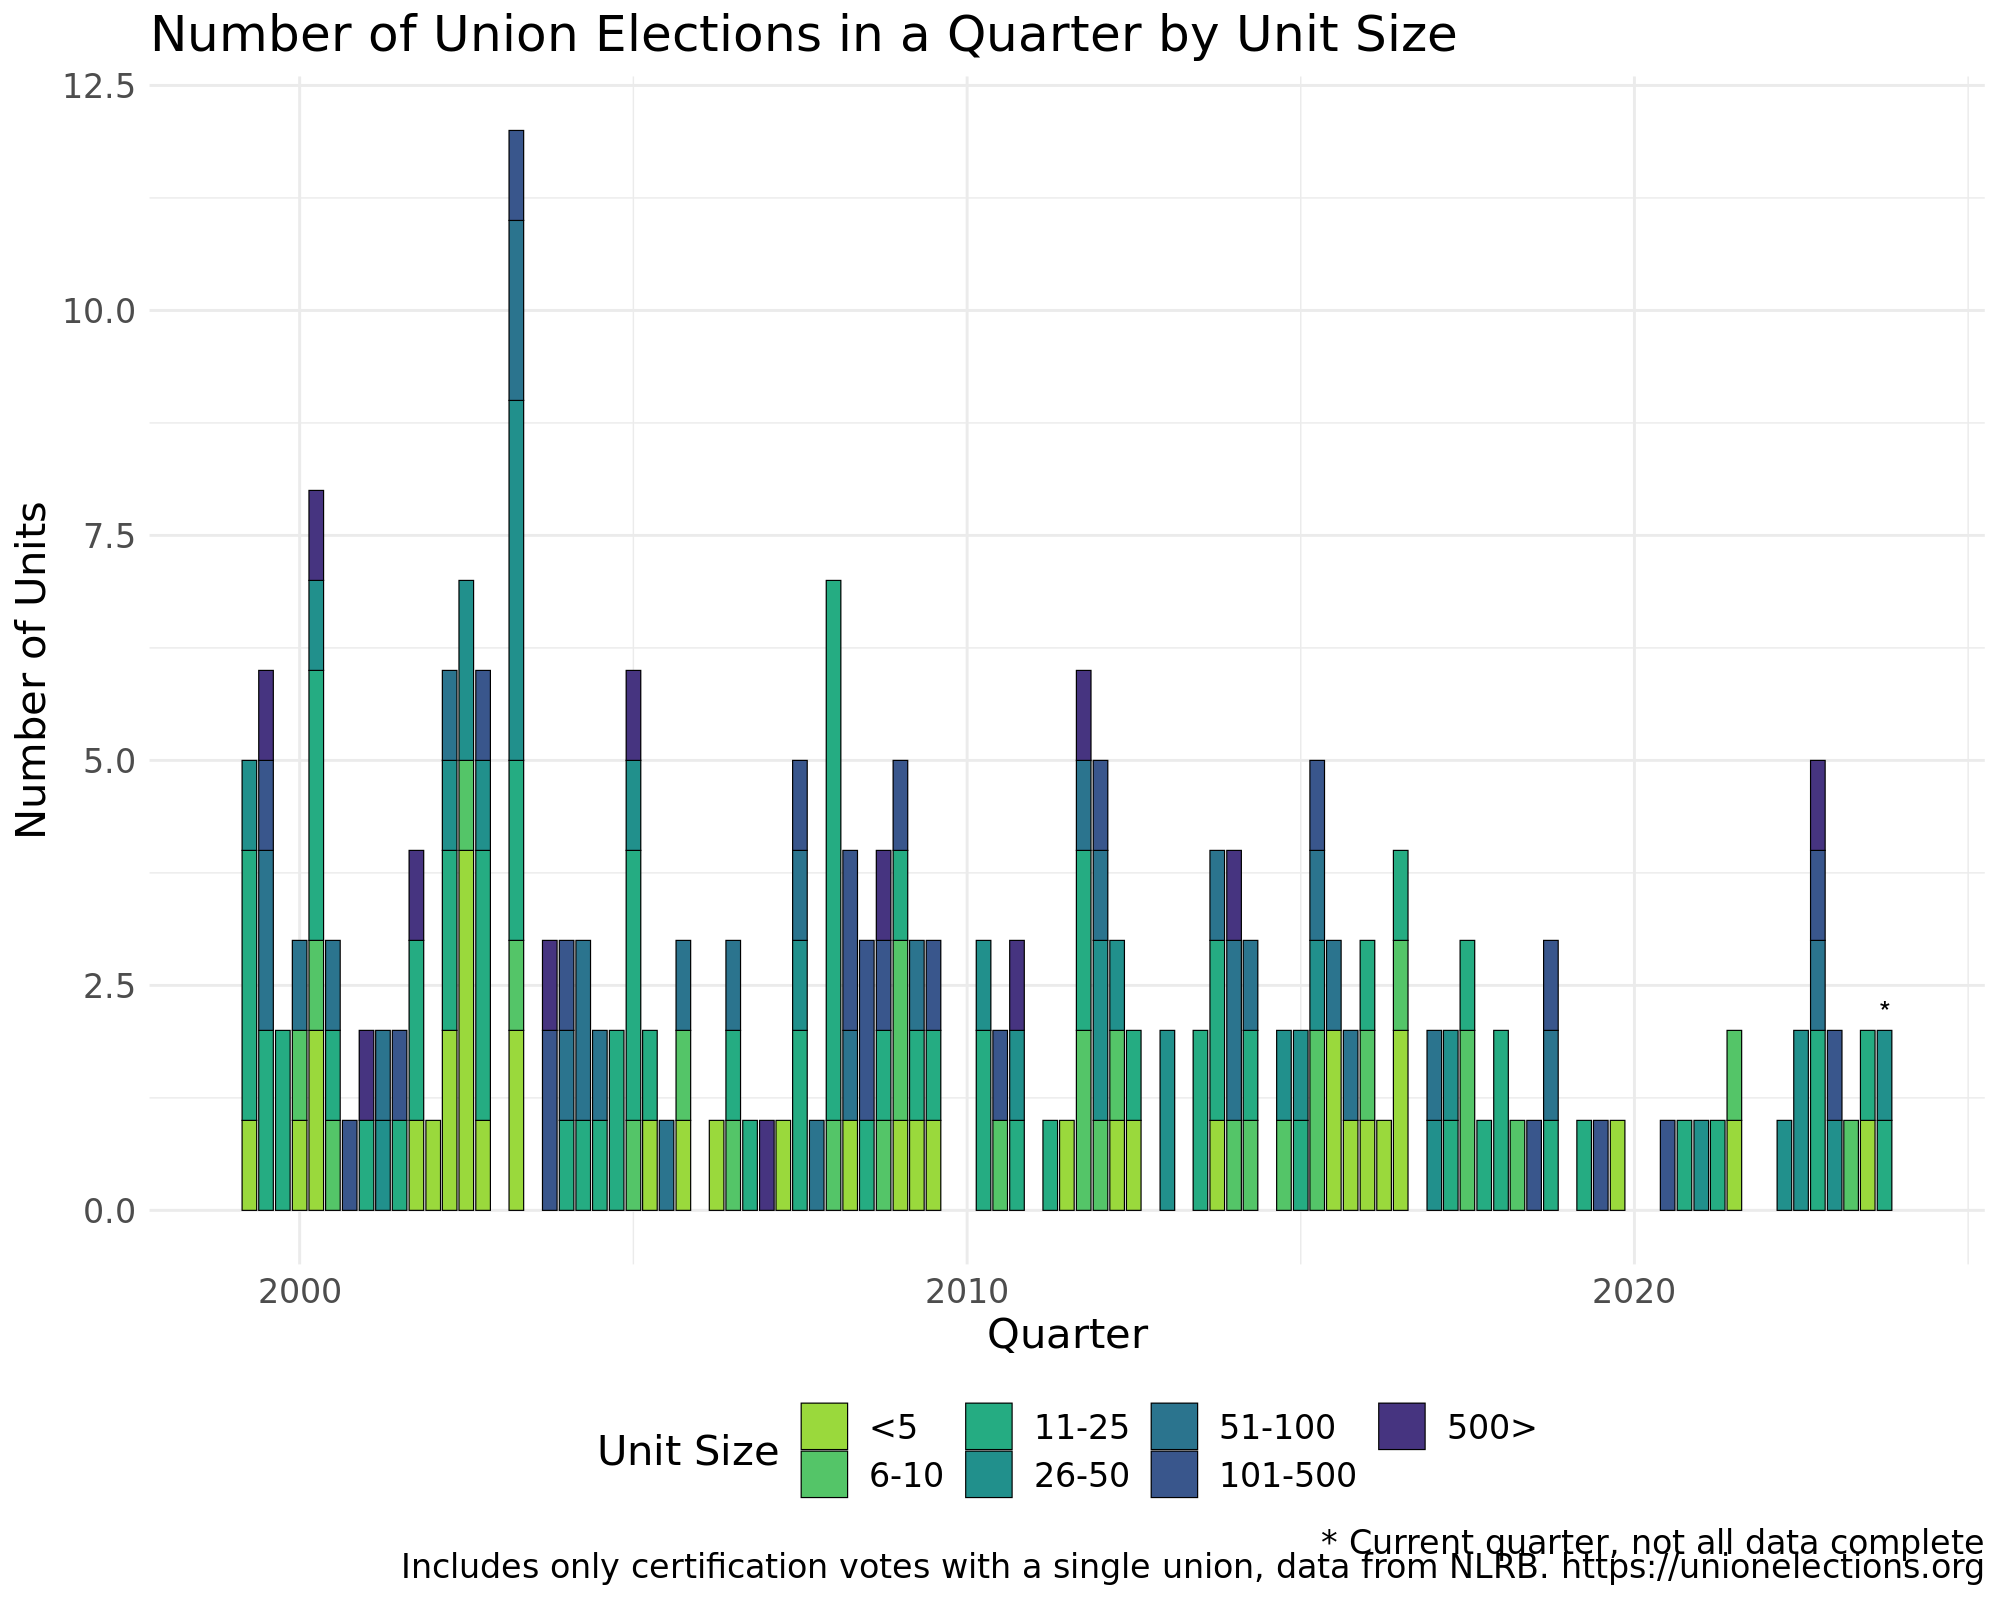 Number of Union Elections in a Quarter by Unit Size
12.5
10.0
7.5
5.0
2.5
0.0
Number of Units
*
2000 2010 2020
Quarter
Unit Size
<5 11-25 51-100 500>
6-10 26-50 101-500
* Current quarter, not all data complete
Includes only certification votes with a single union, data from NLRB. https://unionelections.org